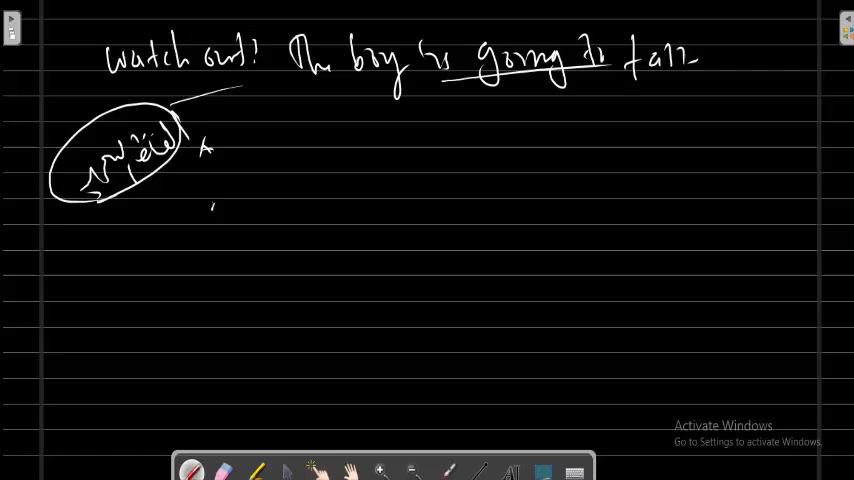 Watch out! The boy is going to fall
Activate Windows
Go to Settings to activate Windows.